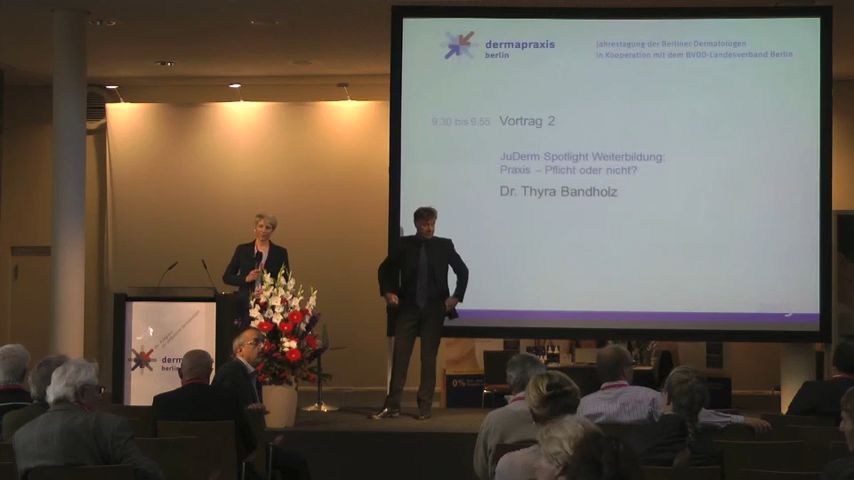 dermapraxis
berlin
Jahrestagung der Berliner Dermatologen
in Kooperation mit dem BVDD-Landesverband Berlin
9.30 bis 9.55 Vortrag 2
JuDerm Spotlight Weiterbildung:
Praxis – Pflicht oder nicht?
Dr. Thyra Bandholz
berlin
0%